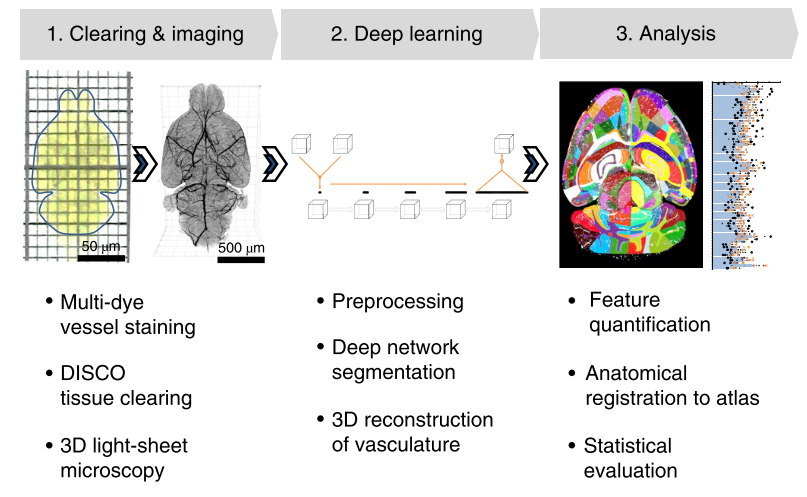 1. Clearing & imaging
2. Deep learning
3. Analysis
50 μm
500 μm
• Multi-dye
vessel staining
• DISCO
tissue clearing
• 3D light-sheet
microscopy
• Preprocessing
• Deep network
segmentation
• 3D reconstruction
of vasculature
• Feature
quantification
• Anatomical
registration to atlas
• Statistical
evaluation